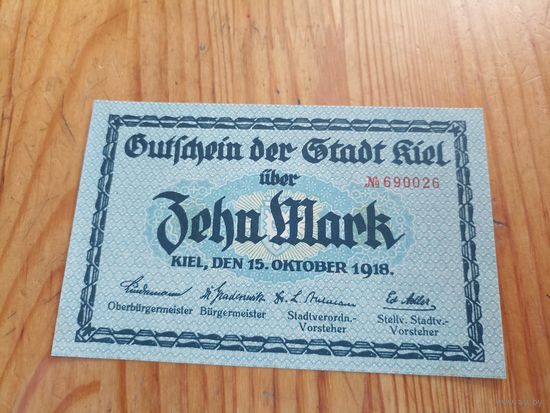 Gutschein der Stadt Kiel
über
№ 690026
Zehn Mark
KIEL, DEN 15. OKTOBER 1918.
Lindemann
Oberbürgermeister Bürgermeister Stadtverordn.- Stellv. Stadtv.-
Vorsteher Vorsteher